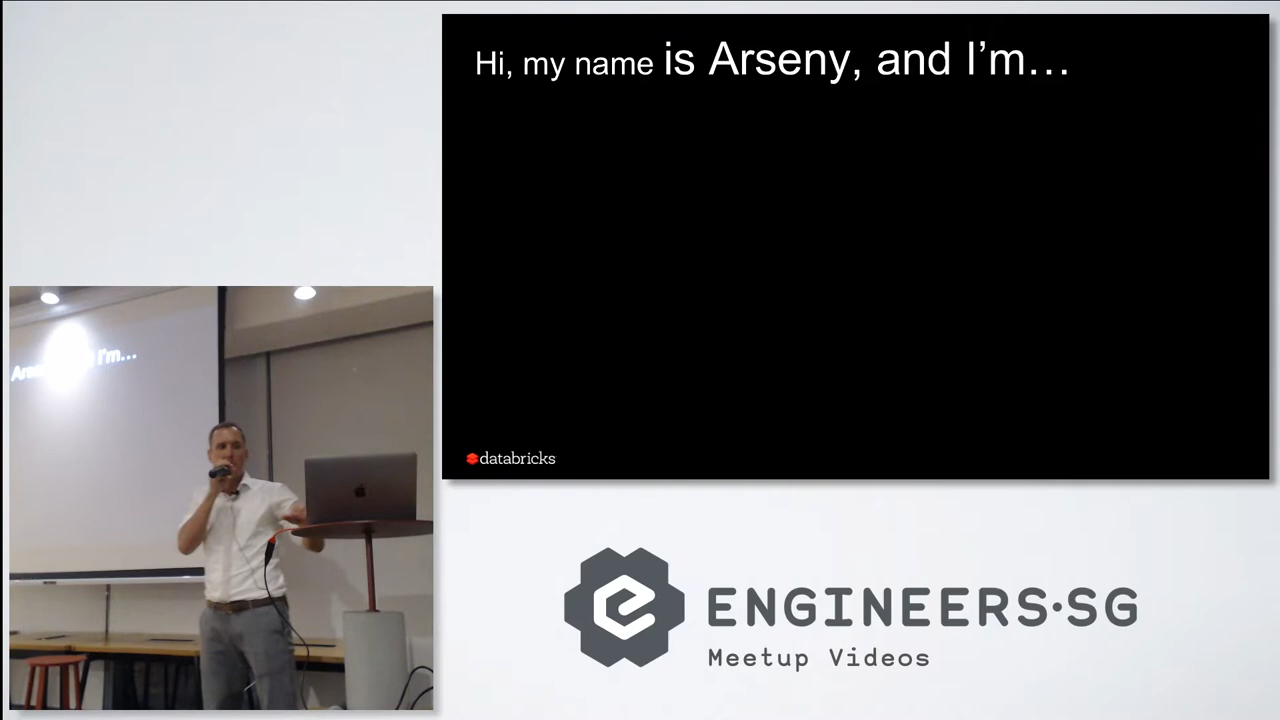 Hi, my name is Arseny, and I'm…
I'm…
databricks
ENGINEERS·SG
Meetup Videos